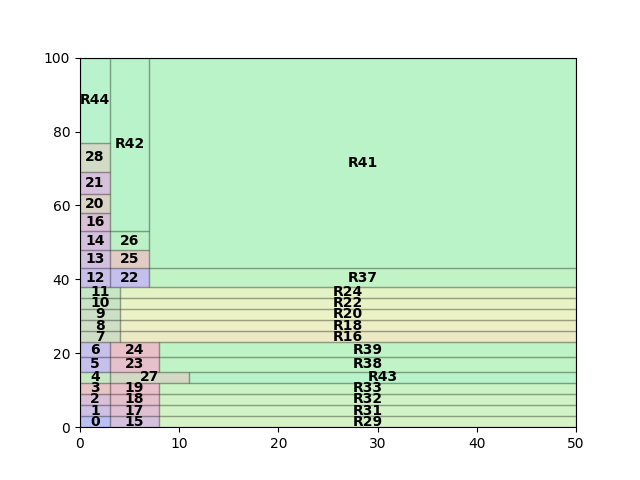 100
R44
R42
28
R41
80
21
20
60
16
14 26
13 25
12 22 R37
40
11 R24
10 R22
9 R20
8 R18
7 R16
6 24 R39
20
5 23 R38
4 27 R43
3 19 R33
2 18 R32
1 17 R31
0 0 15 R29
0 10 20 30 40 50